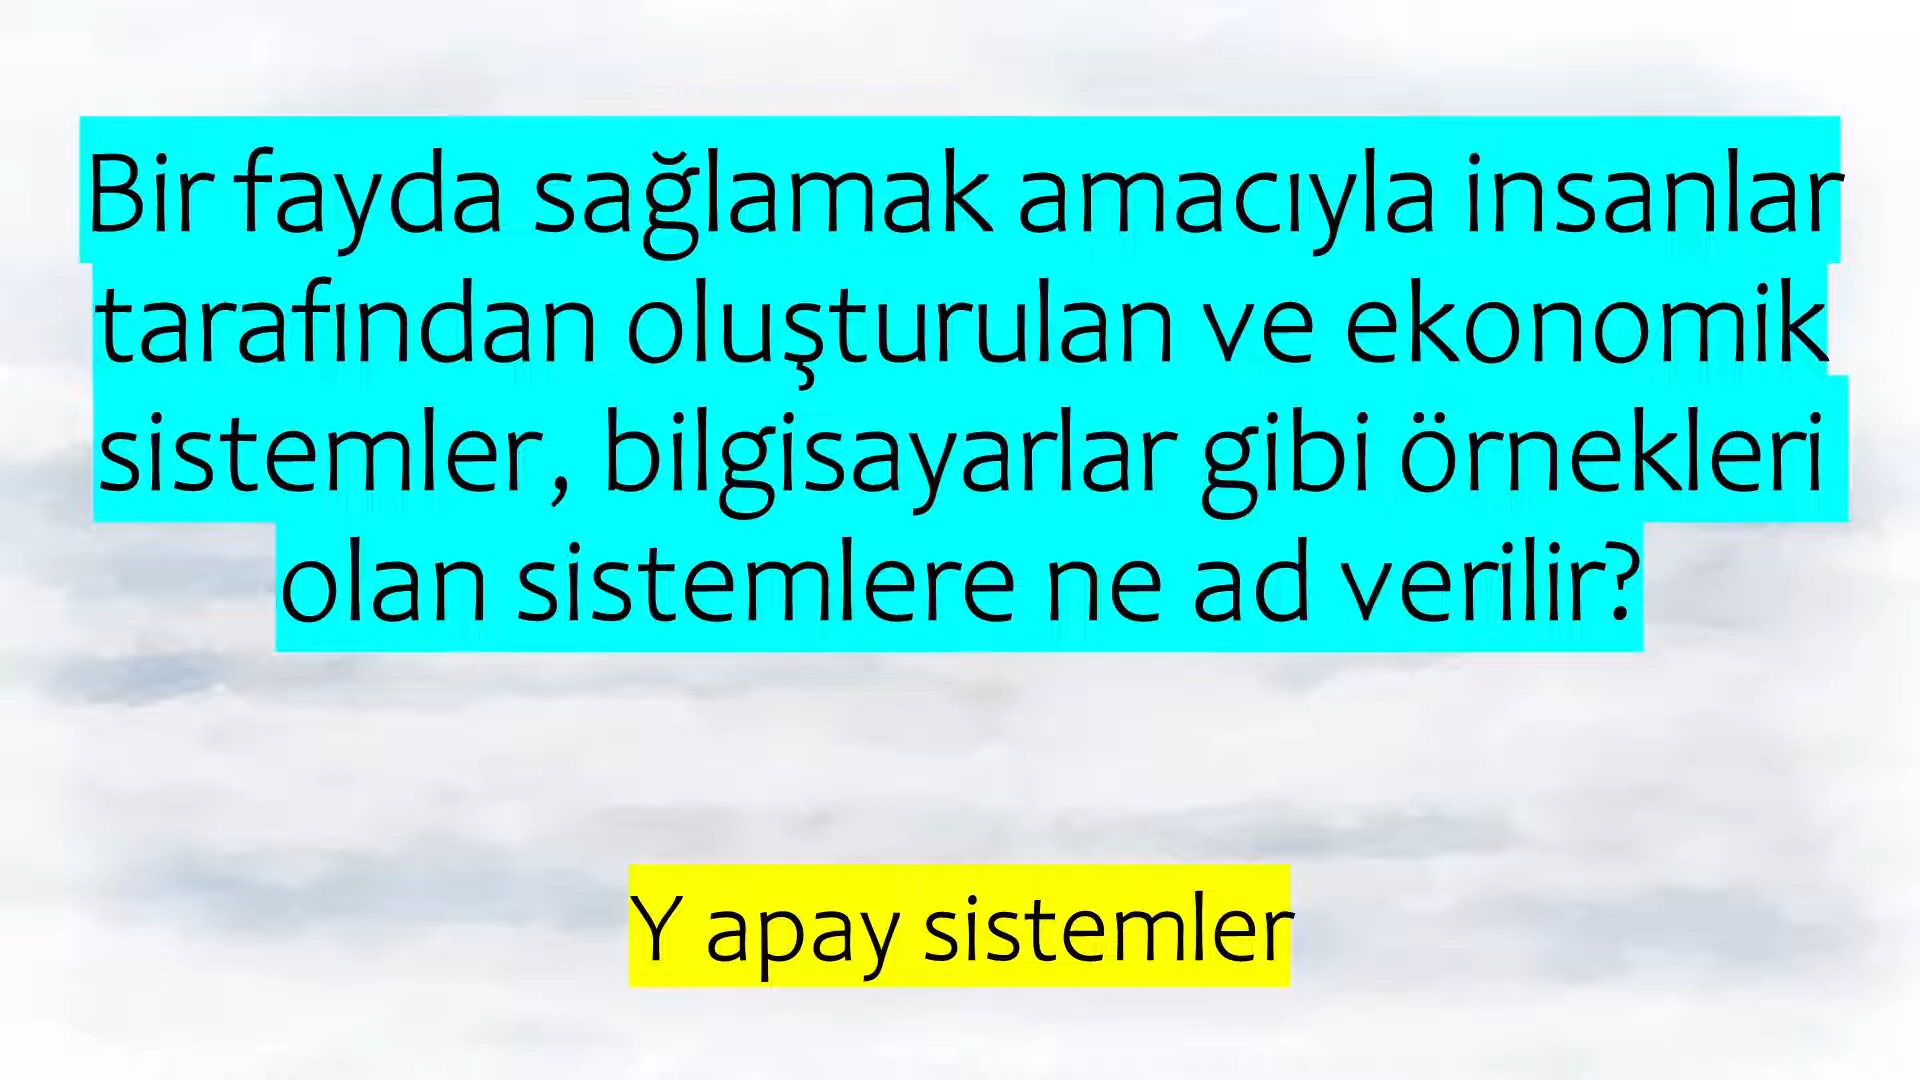 Bir fayda sağlamak amacıyla insanlar
tarafından oluşturulan ve ekonomik
sistemler, bilgisayarlar gibi örnekleri
olan sistemlere ne ad verilir?
Y apay sistemler